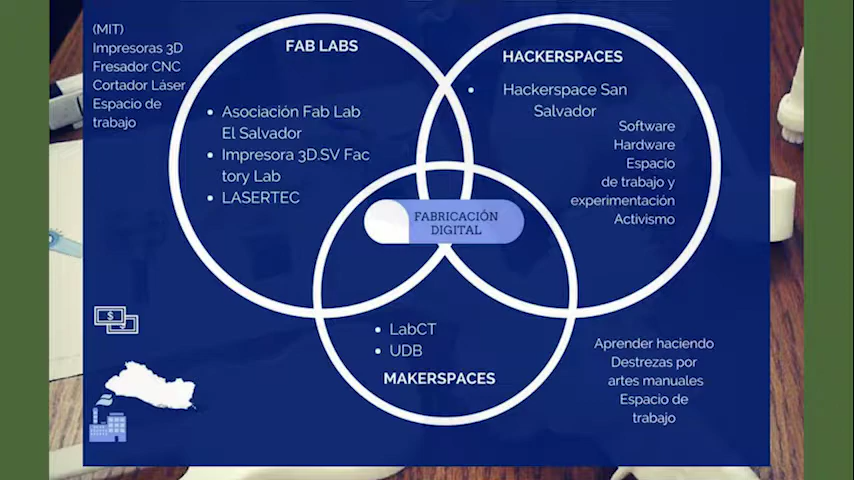 (MIT)
Impresoras 3D
Fresador CNC
Cortador Láser
Espacio de
trabajo
FAB LABS
• Asociación Fab Lab
El Salvador
• Impresora 3D.SV Fac
tory Lab
• LASERTEC
HACKERSPACES
• Hackerspace San
Salvador
Software
Hardware
Espacio
de trabajo y
experimentación
Activismo
FABRICACIÓN
DIGITAL
• LabCT
• UDB
MAKERSPACES
Aprender haciendo
Destrezas por
artes manuales
Espacio de
trabajo
$
$